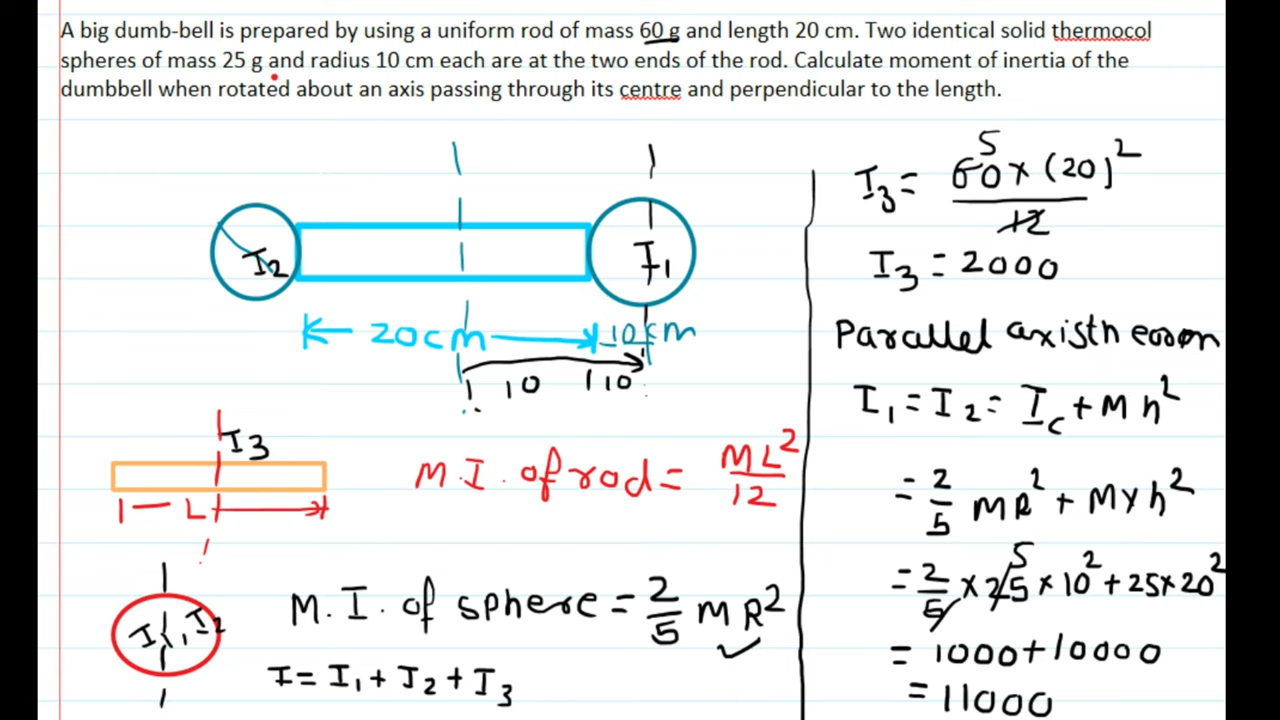 A big dumb-bell is prepared by using a uniform rod of mass 60 g and length 20 cm. Two identical solid thermocol
spheres of mass 25 g and radius 10 cm each are at the two ends of the rod. Calculate moment of inertia of the
dumbbell when rotated about an axis passing through its centre and perpendicular to the length.
I2
I1
20cm
10cm
10 10
I3
L
M.I. of rod = ML²/12
I1, I2
M.I. of sphere = 2/5 MR²
I = I1 + I2 + I3
I3 = 60 5 × (20)²/12
I3 = 2000
Parallel axistheorom
I1 = I2 = Ic + Mh²
= 2/5 MR² + M×h²
= 2/5 × 25 5 × 10² + 25×20²
= 1000+10000
= 11000